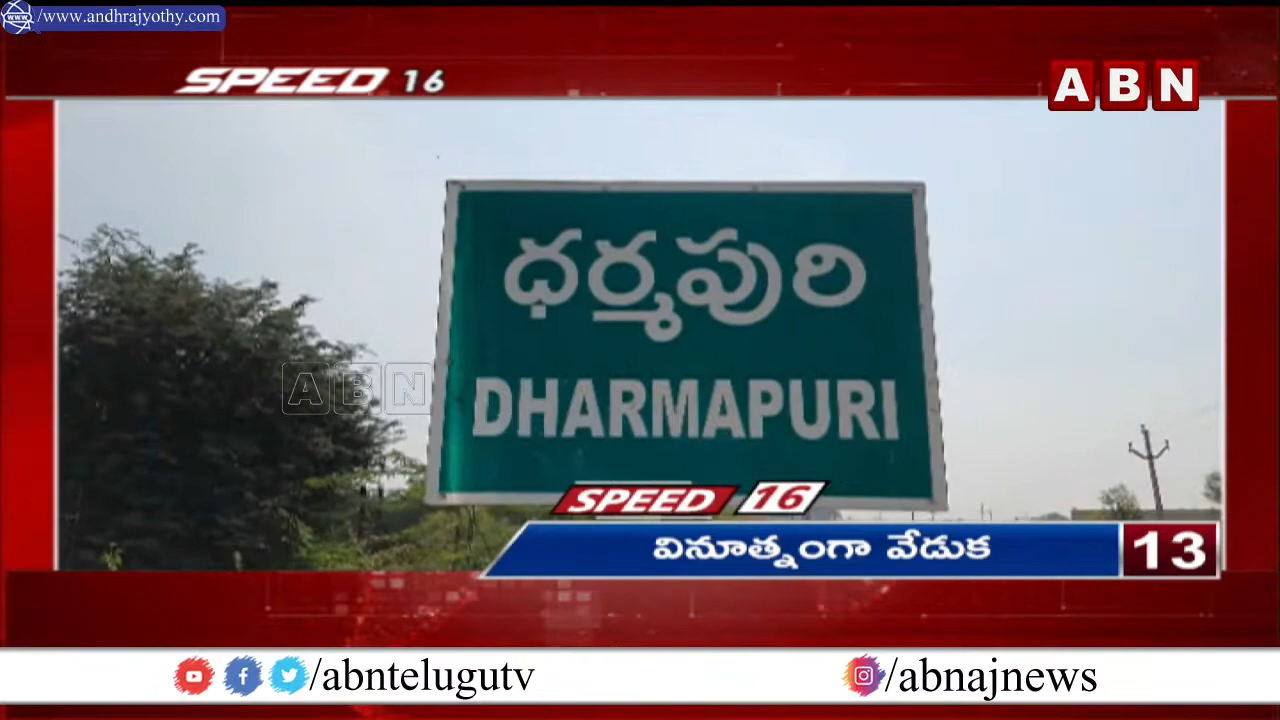 /www.andhrajyothy.com
SPEED 16
ABN
ధర్మపురి
ABN
DHARMAPURI
SPEED 16
వినూత్నంగా వేడుక 13
/abntelugutv
/abnajnews